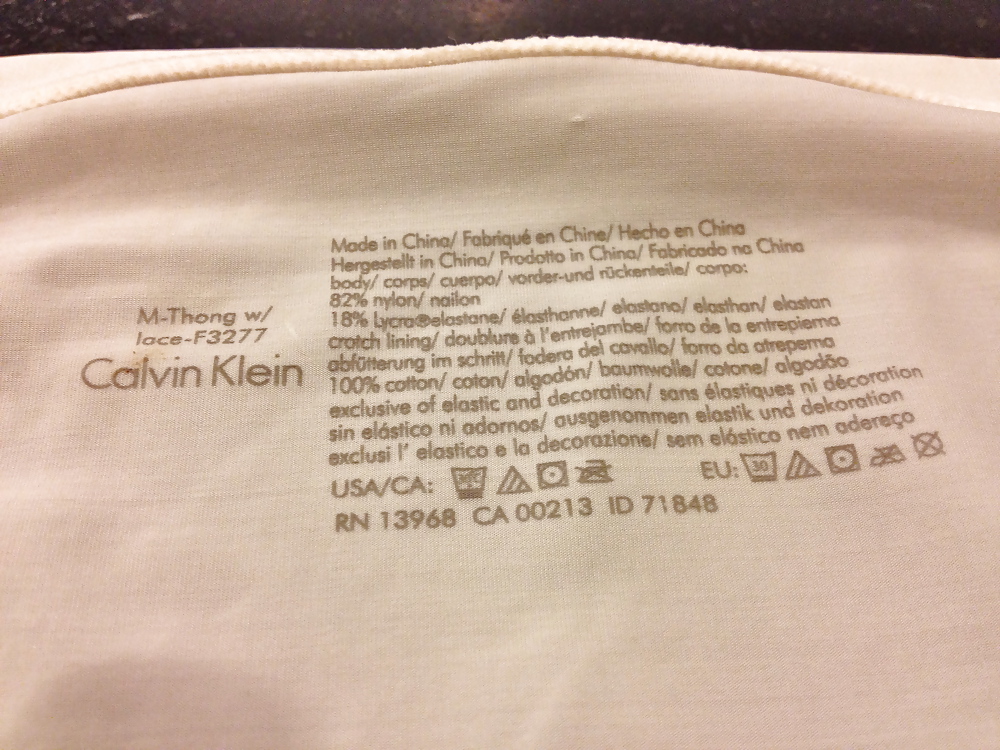 M-Thong w/
lace-F3277
Calvin Klein
Made in China/ Fabriqué en Chine/ Hecho en China
Hergestellt in China/ Prodotto in China/ Fabricado na China
body/ corps/ cuerpo/ vorder-und rückenteile/ corpo:
82% nylon/ nailon
18% Lycra®elastane/ élasthanne/ elastano/ elasthan/ elastan
crotch lining/ doublure à l'entrejambe/ forro de la entrepierna
abfütterung im schritt/ fodera del cavallo/ forro da atreperna
100% cotton/ coton/ algodón/ baumwolle/ cotone/ algodão
exclusive of elastic and decoration/ sans élastiques ni décoration
sin elástico ni adornos/ ausgenommen elastik und dekoration
exclusi l' elastico e la decorazione/ sem elástico nem adereço
USA/CA: EU: 30
RN 13968 CA 00213 ID 71848